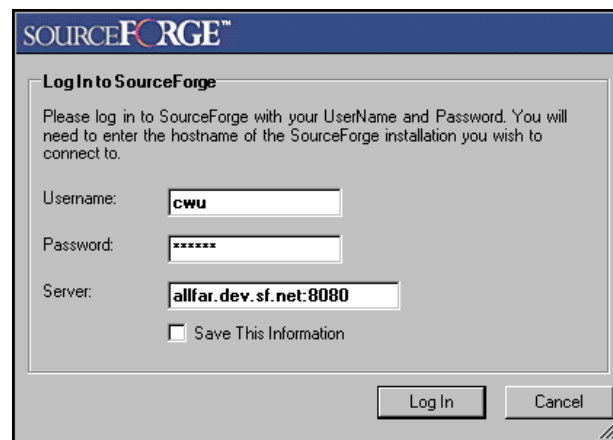 SOURCEFORGE™
Log In to SourceForge
Please log in to SourceForge with your UserName and Password. You will
need to enter the hostname of the SourceForge installation you wish to
connect to.
Username:
cwu
Password:
******
Server:
allfar.dev.sf.net:8080
Save This Information
Log In
Cancel